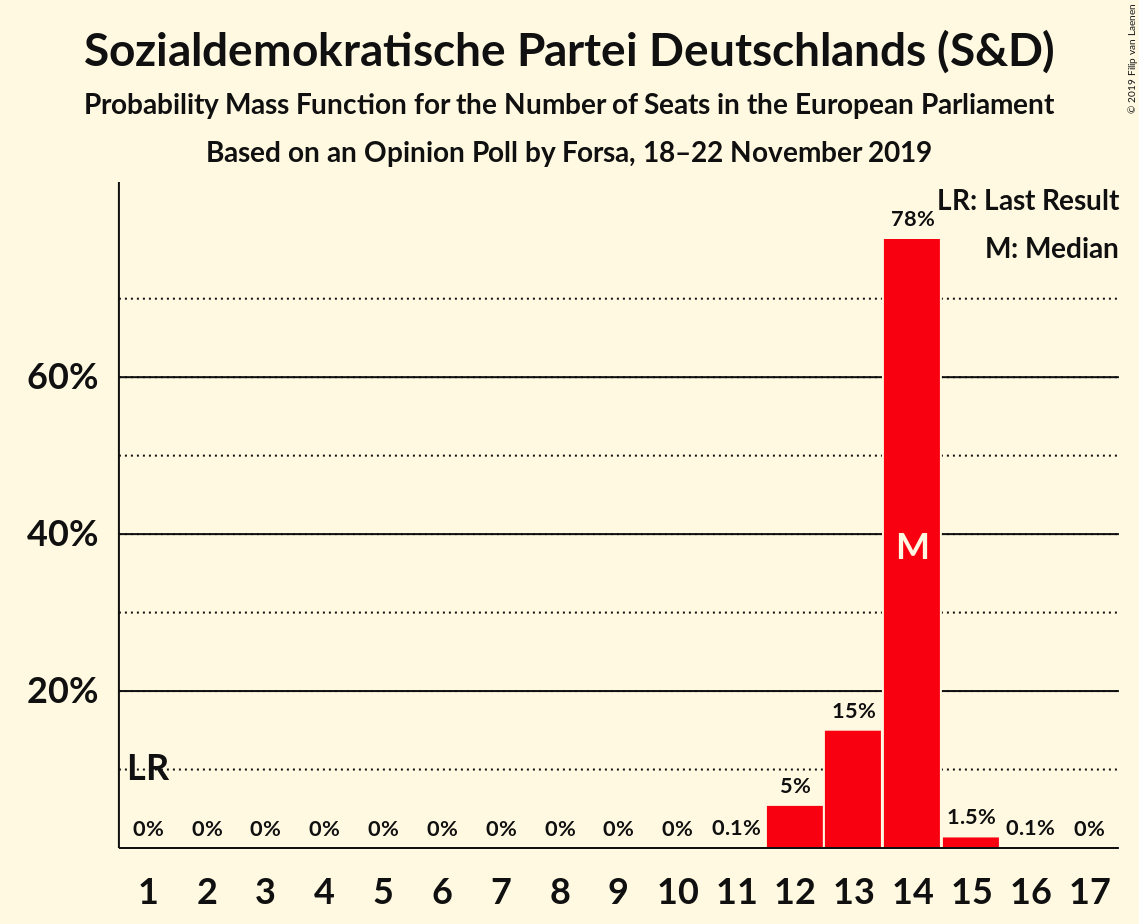 Sozialdemokratische Partei Deutschlands (S&D)
Probability Mass Function for the Number of Seats in the European Parliament
Based on an Opinion Poll by Forsa, 18–22 November 2019
© 2019 Filip van Laenen
LR: Last Result
M: Median
78%
60%
40%
M
20%
15%
LR
5%
0% 0% 0% 0% 0% 0% 0% 0% 0% 0% 0.1% 1.5% 0.1% 0%
1 2 3 4 5 6 7 8 9 10 11 12 13 14 15 16 17